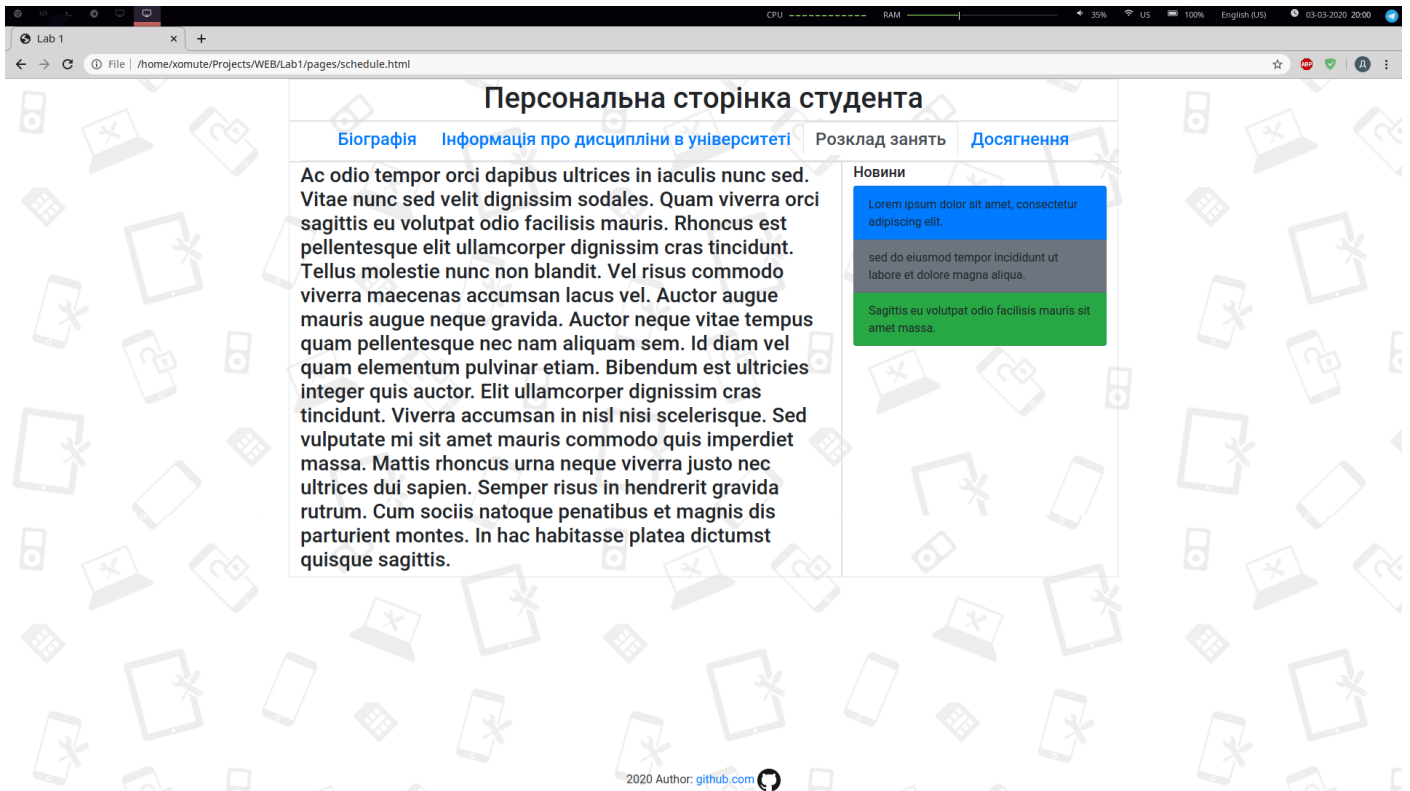 CPU RAM 35% US 100% English (US) 03-03-2020 20:00
Lab 1
File | /home/xomute/Projects/WEB/Lab1/pages/schedule.html
ABP
Д
Персональна сторінка студента
Біографія Інформація про дисципліни в університеті Розклад занять Досягнення
Ac odio tempor orci dapibus ultrices in iaculis nunc sed.
Vitae nunc sed velit dignissim sodales. Quam viverra orci
sagittis eu volutpat odio facilisis mauris. Rhoncus est
pellentesque elit ullamcorper dignissim cras tincidunt.
Tellus molestie nunc non blandit. Vel risus commodo
viverra maecenas accumsan lacus vel. Auctor augue
mauris augue neque gravida. Auctor neque vitae tempus
quam pellentesque nec nam aliquam sem. Id diam vel
quam elementum pulvinar etiam. Bibendum est ultricies
integer quis auctor. Elit ullamcorper dignissim cras
tincidunt. Viverra accumsan in nisl nisi scelerisque. Sed
vulputate mi sit amet mauris commodo quis imperdiet
massa. Mattis rhoncus urna neque viverra justo nec
ultrices dui sapien. Semper risus in hendrerit gravida
rutrum. Cum sociis natoque penatibus et magnis dis
parturient montes. In hac habitasse platea dictumst
quisque sagittis.
Новини
Lorem ipsum dolor sit amet, consectetur
adipiscing elit.
sed do eiusmod tempor incididunt ut
labore et dolore magna aliqua.
Sagittis eu volutpat odio facilisis mauris sit
amet massa.
2020 Author: github.com